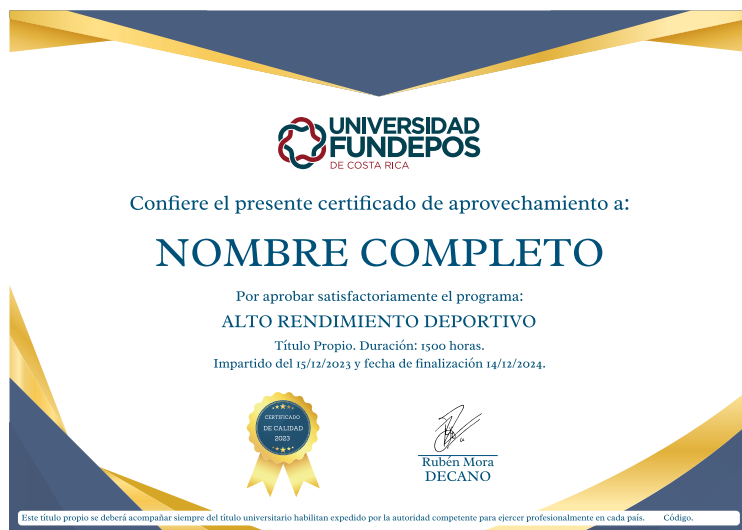 UNIVERSIDAD
FUNDEPOS
DE COSTA RICA
Confiere el presente certificado de aprovechamiento a:
NOMBRE COMPLETO
Por aprobar satisfactoriamente el programa:
ALTO RENDIMIENTO DEPORTIVO
Título Propio. Duración: 1500 horas.
Impartido del 15/12/2023 y fecha de finalización 14/12/2024.
CERTIFICADO
DE CALIDAD
2023
Rubén Mora
DECANO
Este título propio se deberá acompañar siempre del título universitario habilitan expedido por la autoridad competente para ejercer profesionalmente en cada país. Código.